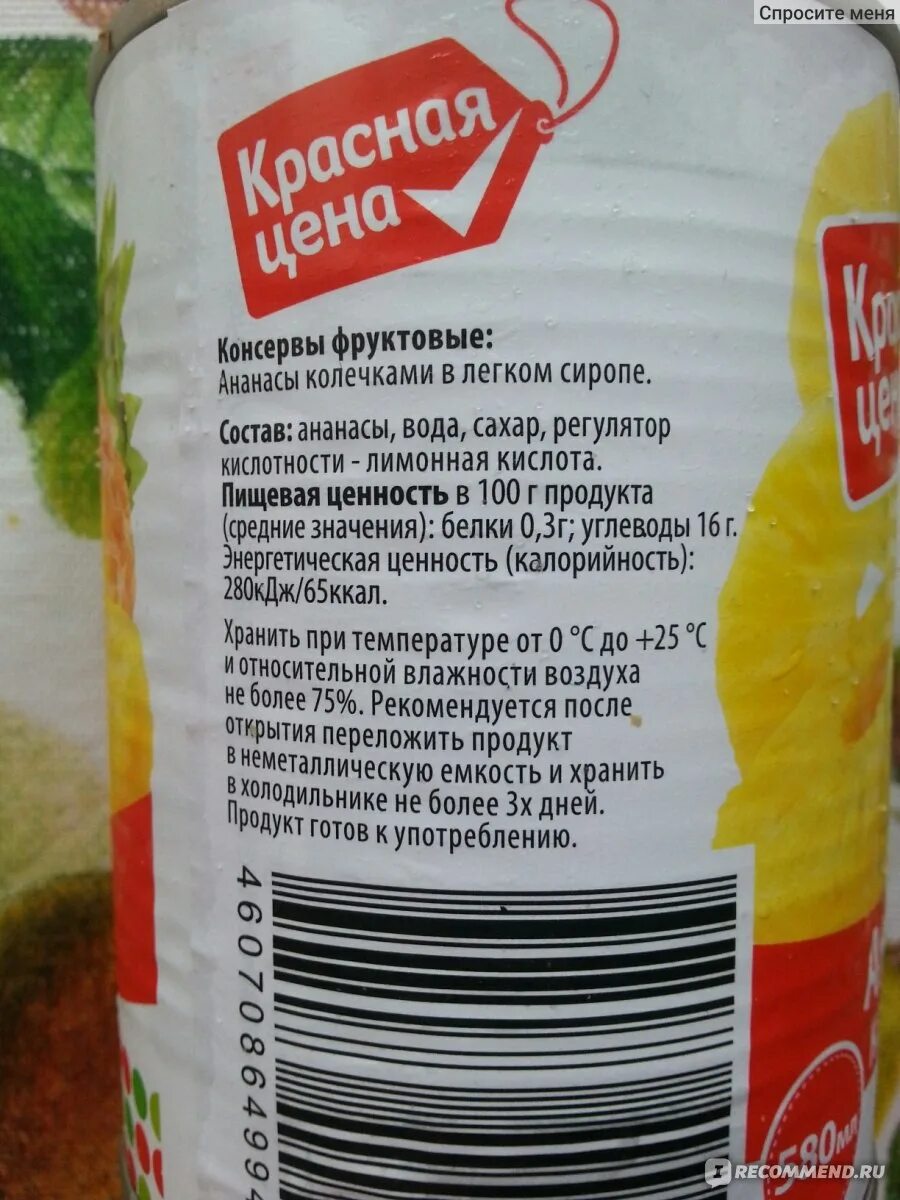 Спросите меня
Красная
цена
Консервы фруктовые:
Ананасы колечками в легком сиропе.
Состав: ананасы, вода, сахар, регулятор
кислотности - лимонная кислота.
Пищевая ценность в 100 г продукта
(средние значения): белки 0,3г; углеводы 16 г.
Энергетическая ценность (калорийность):
280кДж/65ккал.
Хранить при температуре от 0 °С до +25 °С
и относительной влажности воздуха
не более 75%. Рекомендуется после
открытия переложить продукт
в неметаллическую емкость и хранить
в холодильнике не более 3х дней.
Продукт готов к употреблению.
46070864994
580мл
RECOMMEND.RU